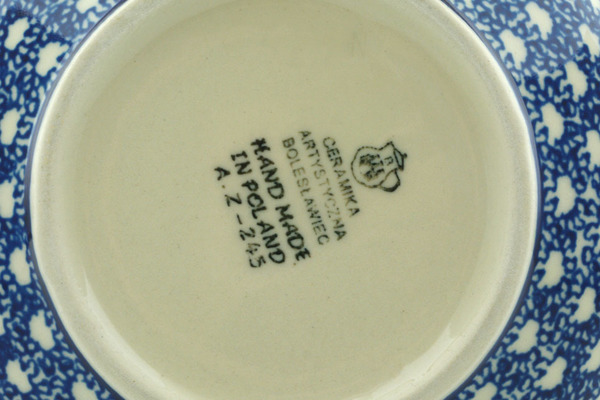 CERAMIKA
ARTYSTYCZNA
BOLESŁAWIEC
HAND MADE
IN POLAND
A.Z-245